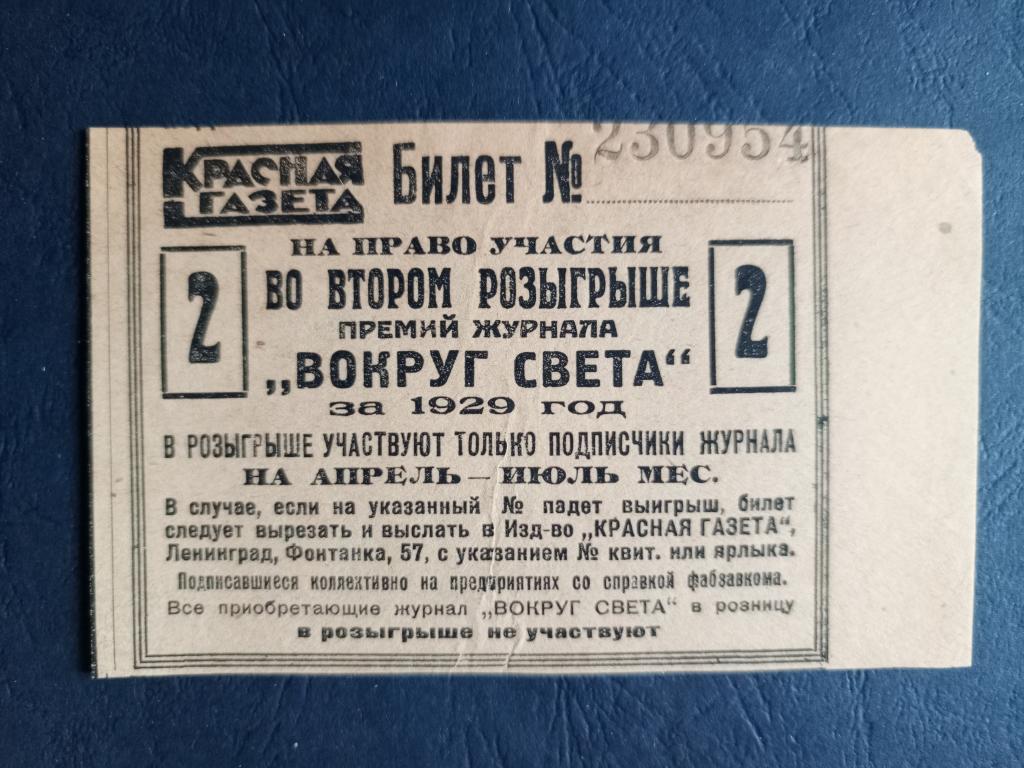 КРАСНАЯ ГАЗЕТА
Билет № 230954
НА ПРАВО УЧАСТИЯ
2 ВО ВТОРОМ РОЗЫГРЫШЕ 2
ПРЕМИЙ ЖУРНАЛА
„ВОКРУГ СВЕТА“
за 1929 год
В РОЗЫГРЫШЕ УЧАСТВУЮТ ТОЛЬКО ПОДПИСЧИКИ ЖУРНАЛА
НА АПРЕЛЬ — ИЮЛЬ МЕС.
В случае, если на указанный № падет выигрыш, билет
следует вырезать и выслать в Изд-во „КРАСНАЯ ГАЗЕТА“,
Ленинград, Фонтанка, 57, с указанием № квит. или ярлыка.
Подписавшиеся коллективно на предприятиях со справкой фабзавкома.
Все приобретающие журнал „ВОКРУГ СВЕТА“ в розницу
в розыгрыше не участвуют